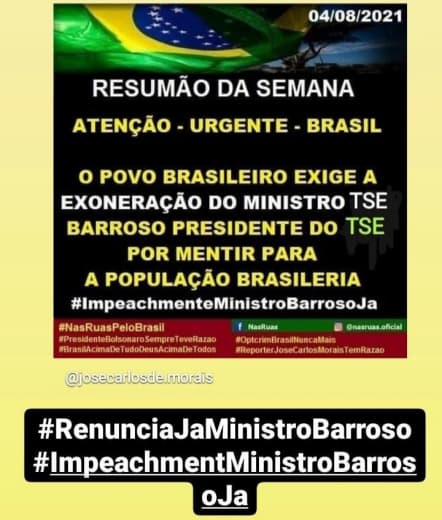 04/08/2021
RESUMÃO DA SEMANA
ATENÇÃO - URGENTE - BRASIL
O POVO BRASILEIRO EXIGE A
EXONERAÇÃO DO MINISTRO TSE
BARROSO PRESIDENTE DO TSE
POR MENTIR PARA
A POPULAÇÃO BRASILERIA
#ImpeachmenteMinistroBarrosoJa
#NasRuasPeloBrasil
NasRuas
@nasruas.oficial
#PresidenteBolsonaroSempreTeveRazao
#OptcrimBrasilNuncaMais
#BrasilAcimaDeTudoDeusAcimaDeTodos
#ReporterJoseCarlosMoraisTemRazao
@josecarlosde.morais
#RenunciaJaMinistroBarroso
#ImpeachmentMinistroBarros
oJa